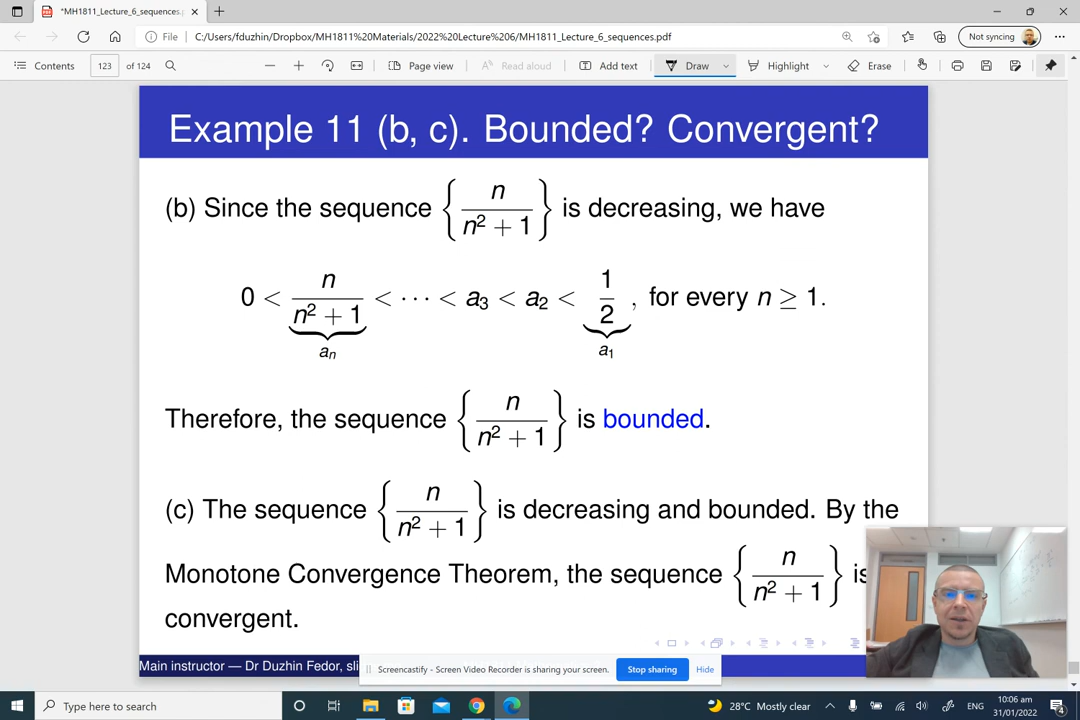 *MH1811_Lecture_6_sequences.p
File
C:/Users/fduzhin/Dropbox/MH1811%20Materials/2022%20Lecture%206/MH1811_Lecture_6_sequences.pdf
Not syncing
Contents
123 of 124
Page view
Read aloud
Add text
Draw
Highlight
Erase
Example 11 (b, c). Bounded? Convergent?
(b) Since the sequence { n / (n² + 1) } is decreasing, we have
0 < n / (n² + 1) < ··· < a₃ < a₂ < 1/2, for every n ≥ 1.
aₙ a₁
Therefore, the sequence { n / (n² + 1) } is bounded.
(c) The sequence { n / (n² + 1) } is decreasing and bounded. By the
Monotone Convergence Theorem, the sequence { n / (n² + 1) } is
convergent.
Main instructor — Dr Duzhin Fedor, sli
Screencastify - Screen Video Recorder is sharing your screen.
Stop sharing
Hide
Type here to search
28°C Mostly clear
ENG
10:06 am
31/01/2022
4